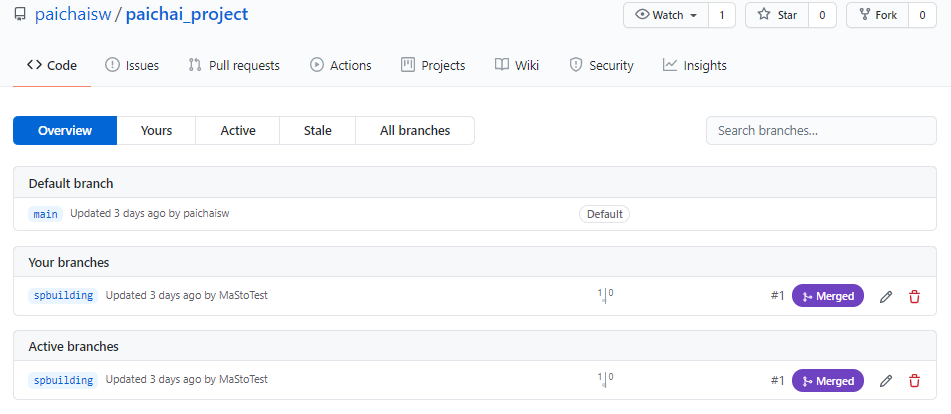 paichaisw / paichai_project Watch 1 Star 0 Fork 0
Code Issues Pull requests Actions Projects Wiki Security Insights
Overview Yours Active Stale All branches Search branches...
Default branch
main Updated 3 days ago by paichaisw Default
Your branches
spbuilding Updated 3 days ago by MaStoTest 1 0 #1 Merged
Active branches
spbuilding Updated 3 days ago by MaStoTest 1 0 #1 Merged